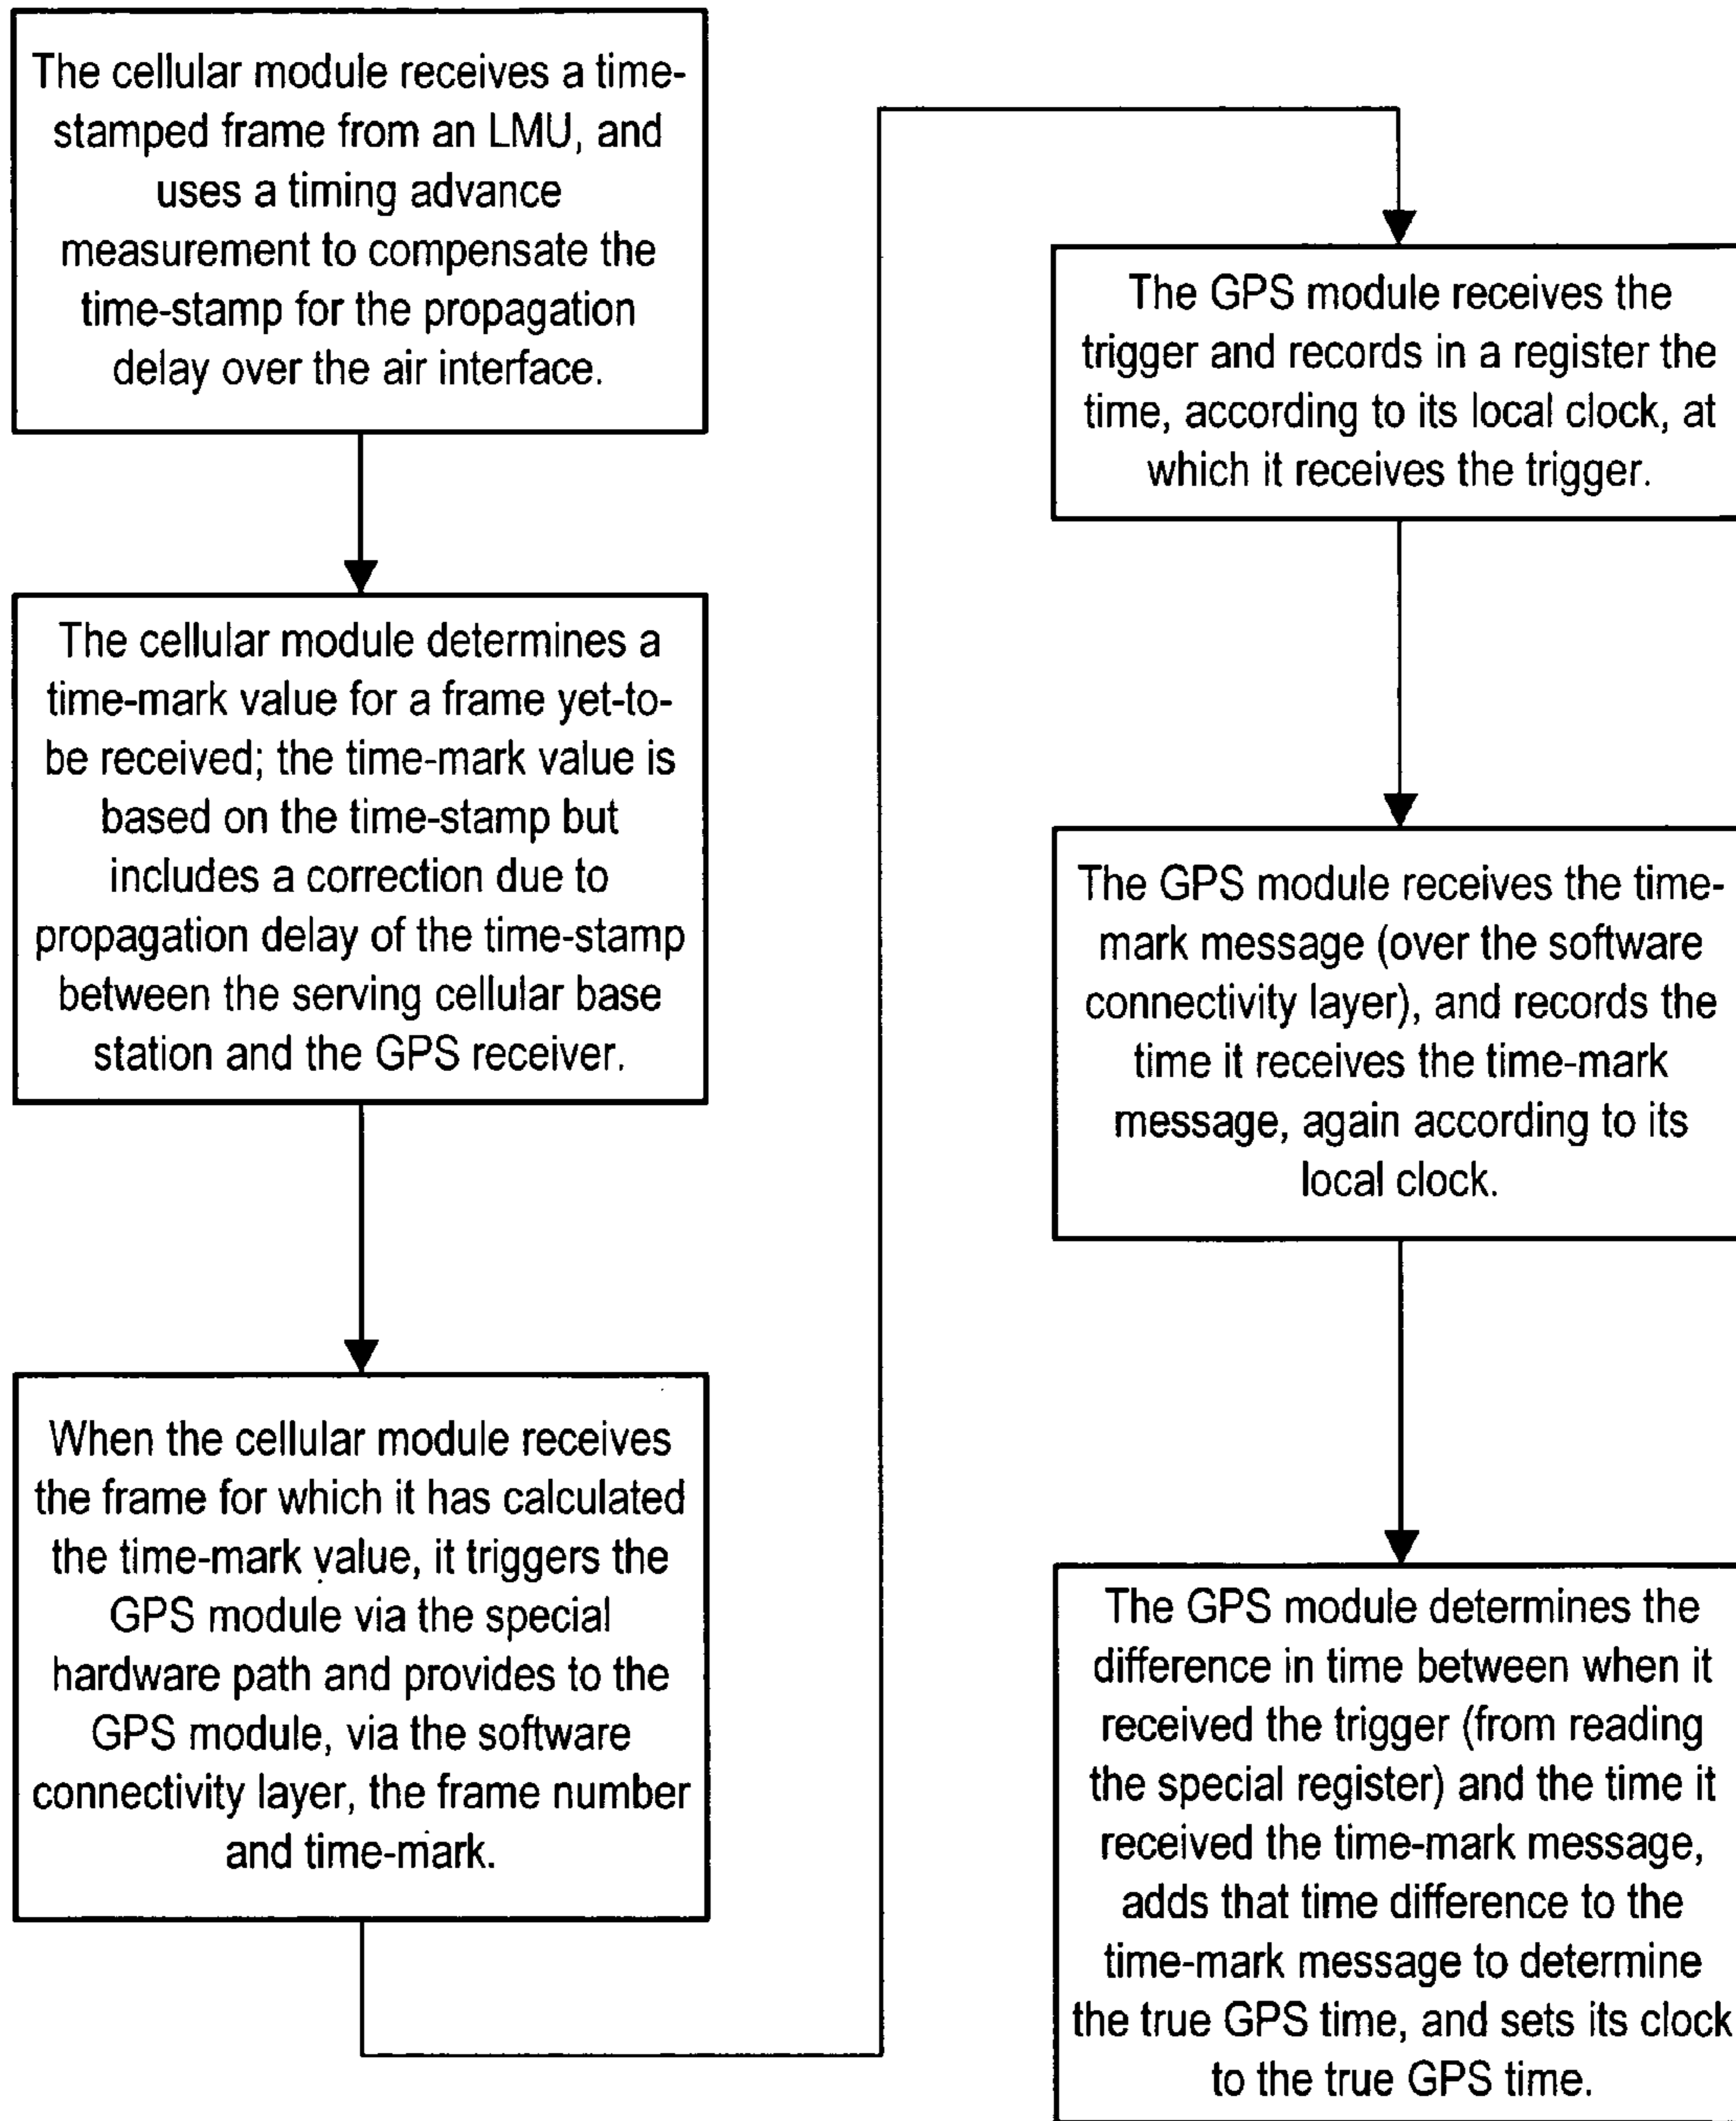 The cellular module receives a time-
stamped frame from an LMU, and
uses a timing advance
measurement to compensate the
time-stamp for the propagation
delay over the air interface.
The cellular module determines a
time-mark value for a frame yet-to-
be received; the time-mark value is
based on the time-stamp but
includes a correction due to
propagation delay of the time-stamp
between the serving cellular base
station and the GPS receiver.
When the cellular module receives
the frame for which it has calculated
the time-mark value, it triggers the
GPS module via the special
hardware path and provides to the
GPS module, via the software
connectivity layer, the frame number
and time-mark.
The GPS module receives the
trigger and records in a register the
time, according to its local clock, at
which it receives the trigger.
The GPS module receives the time-
mark message (over the software
connectivity layer), and records the
time it receives the time-mark
message, again according to its
local clock.
The GPS module determines the
difference in time between when it
received the trigger (from reading
the special register) and the time it
received the time-mark message,
adds that time difference to the
time-mark message to determine
the true GPS time, and sets its clock
to the true GPS time.